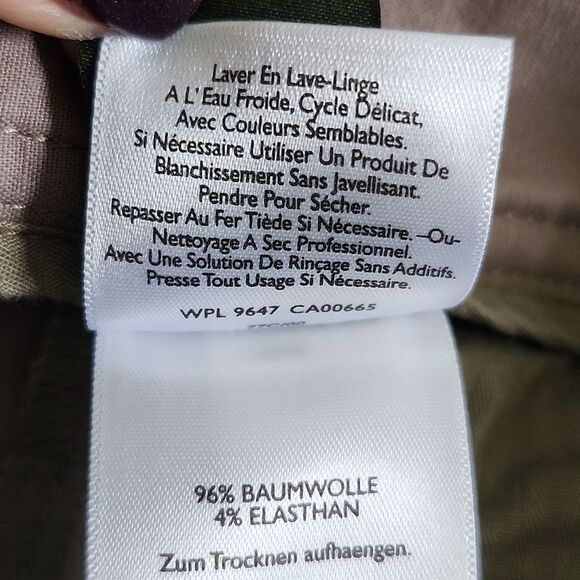 Laver En Lave-Linge
A L'Eau Froide, Cycle Délicat,
Avec Couleurs Semblables.
Si Nécessaire Utiliser Un Produit De
Blanchissement Sans Javellisant.
Pendre Pour Sécher.
Repasser Au Fer Tiède Si Nécessaire. –Ou–
Nettoyage A Sec Professionnel.
Avec Une Solution De Rinçage Sans Additifs.
Presse Tout Usage Si Nécessaire.
WPL 9647 CA00665
96% BAUMWOLLE
4% ELASTHAN
Zum Trocknen aufhaengen.